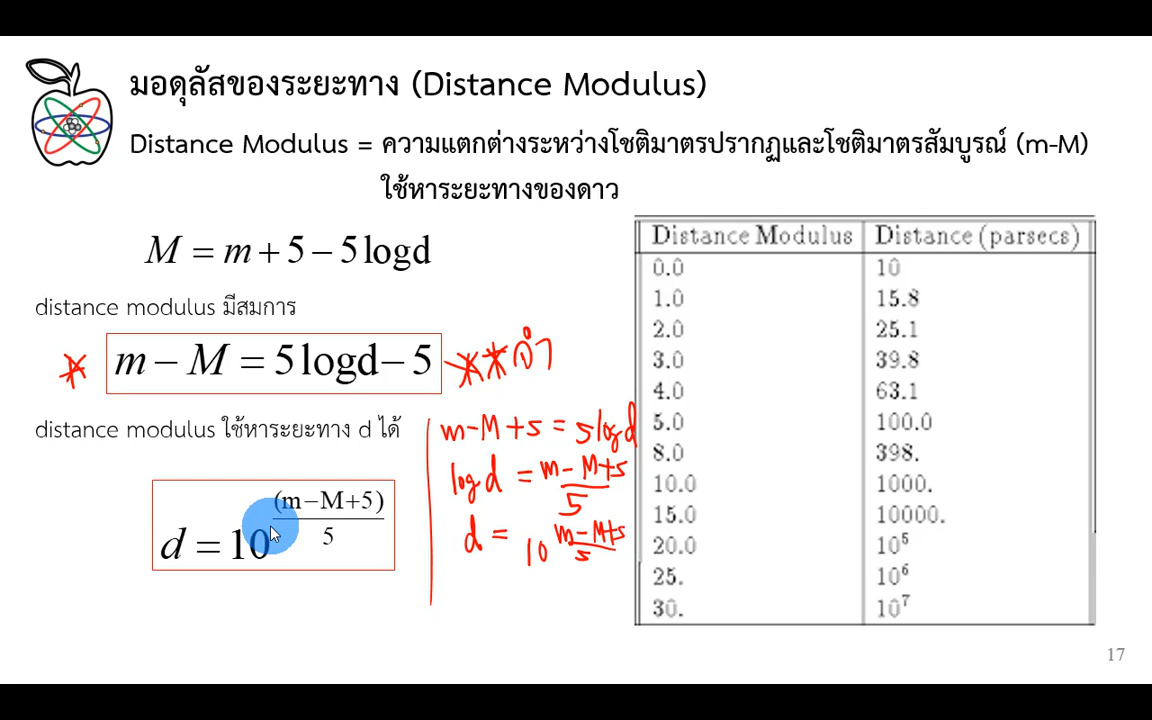 มอดุลัสของระยะทาง (Distance Modulus)
Distance Modulus = ความแตกต่างระหว่างโชติมาตรปรากฏและโชติมาตรสัมบูรณ์ (m-M)
ใช้หาระยะทางของดาว
M = m + 5 − 5 logd
distance modulus มีสมการ
m − M = 5 logd − 5
จำ
distance modulus ใช้หาระยะทาง d ได้
d = 10^((m−M+5)/5)
m-M+5 = 5 log d
log d = (m-M+5)/5
d = 10^((m-M+5)/5)
Distance Modulus Distance (parsecs)
0.0 10
1.0 15.8
2.0 25.1
3.0 39.8
4.0 63.1
5.0 100.0
8.0 398.
10.0 1000.
15.0 10000.
20.0 10⁵
25. 10⁶
30. 10⁷
17